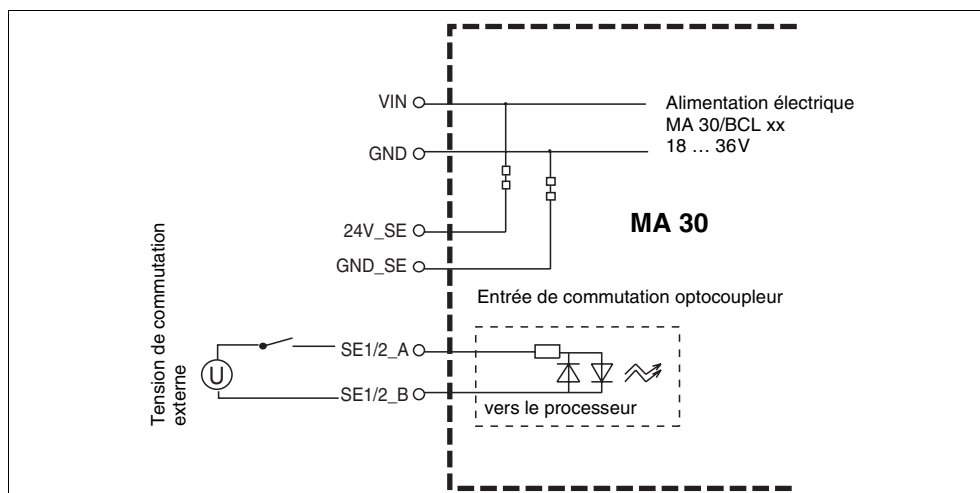 VIN
Alimentation électrique
MA 30/BCL xx
18 ... 36V
GND
MA 30
24V_SE
GND_SE
Entrée de commutation optocoupleur
Tension de commutation
externe
SE1/2_A
U
SE1/2_B
vers le processeur